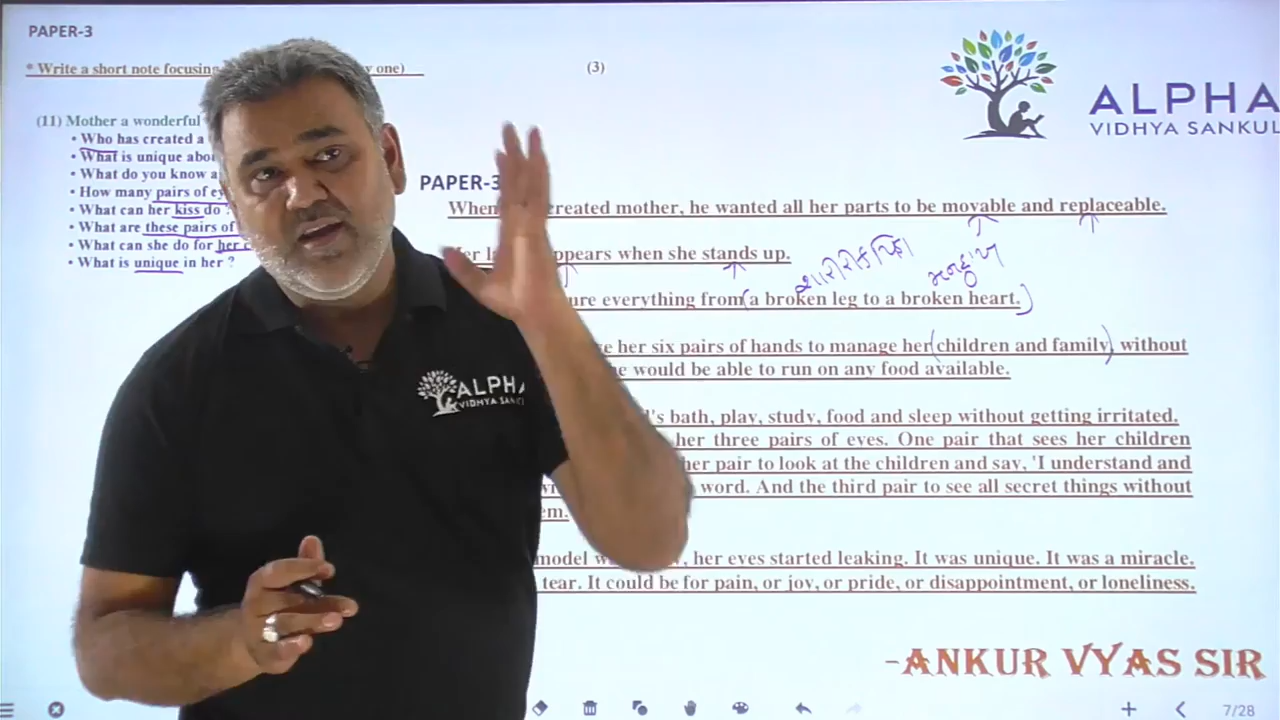 PAPER-3
* Write a short note focusing y one) (3)
(11) Mother a wonderful
• Who has created a
• What is unique abou
• What do you know a
• How many pairs of ey
• What can her kiss do ?
• What are these pairs of
• What can she do for her c
• What is unique in her ?
ALPHA
VIDHYA SANKUL
PAPER-3
When created mother, he wanted all her parts to be movable and replaceable.
er la ppears when she stands up.
ure everything from (a broken leg to a broken heart.)
e her six pairs of hands to manage her (children and family) without
e would be able to run on any food available.
l's bath, play, study, food and sleep without getting irritated.
her three pairs of eyes. One pair that sees her children
her pair to look at the children and say, 'I understand and
word. And the third pair to see all secret things without
em.
model w , her eyes started leaking. It was unique. It was a miracle.
tear. It could be for pain, or joy, or pride, or disappointment, or loneliness.
ALPHA
VIDHYA SANKUL
-ANKUR VYAS SIR
7/28